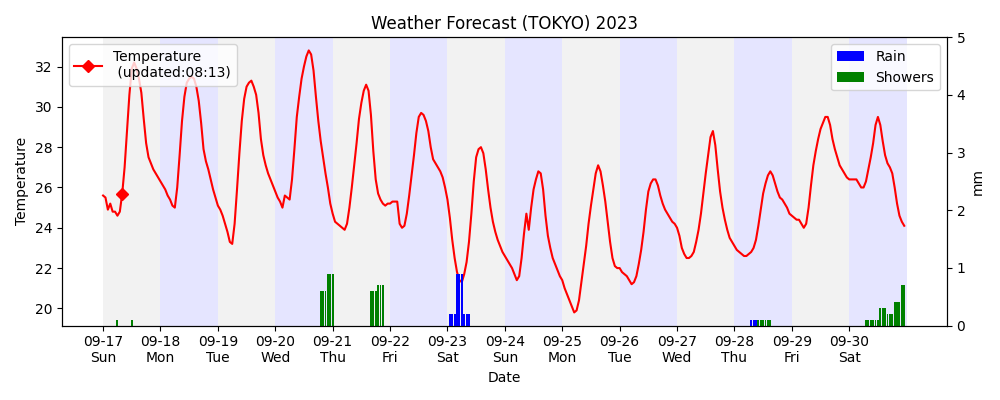 Weather Forecast (TOKYO) 2023
Temperature
(updated:08:13)
Rain
Showers
Temperature
32
30
28
26
24
22
20
5
4
3
2
1
0
mm
09-17 09-18 09-19 09-20 09-21 09-22 09-23 09-24 09-25 09-26 09-27 09-28 09-29 09-30
Sun Mon Tue Wed Thu Fri Sat Sun Mon Tue Wed Thu Fri Sat
Date